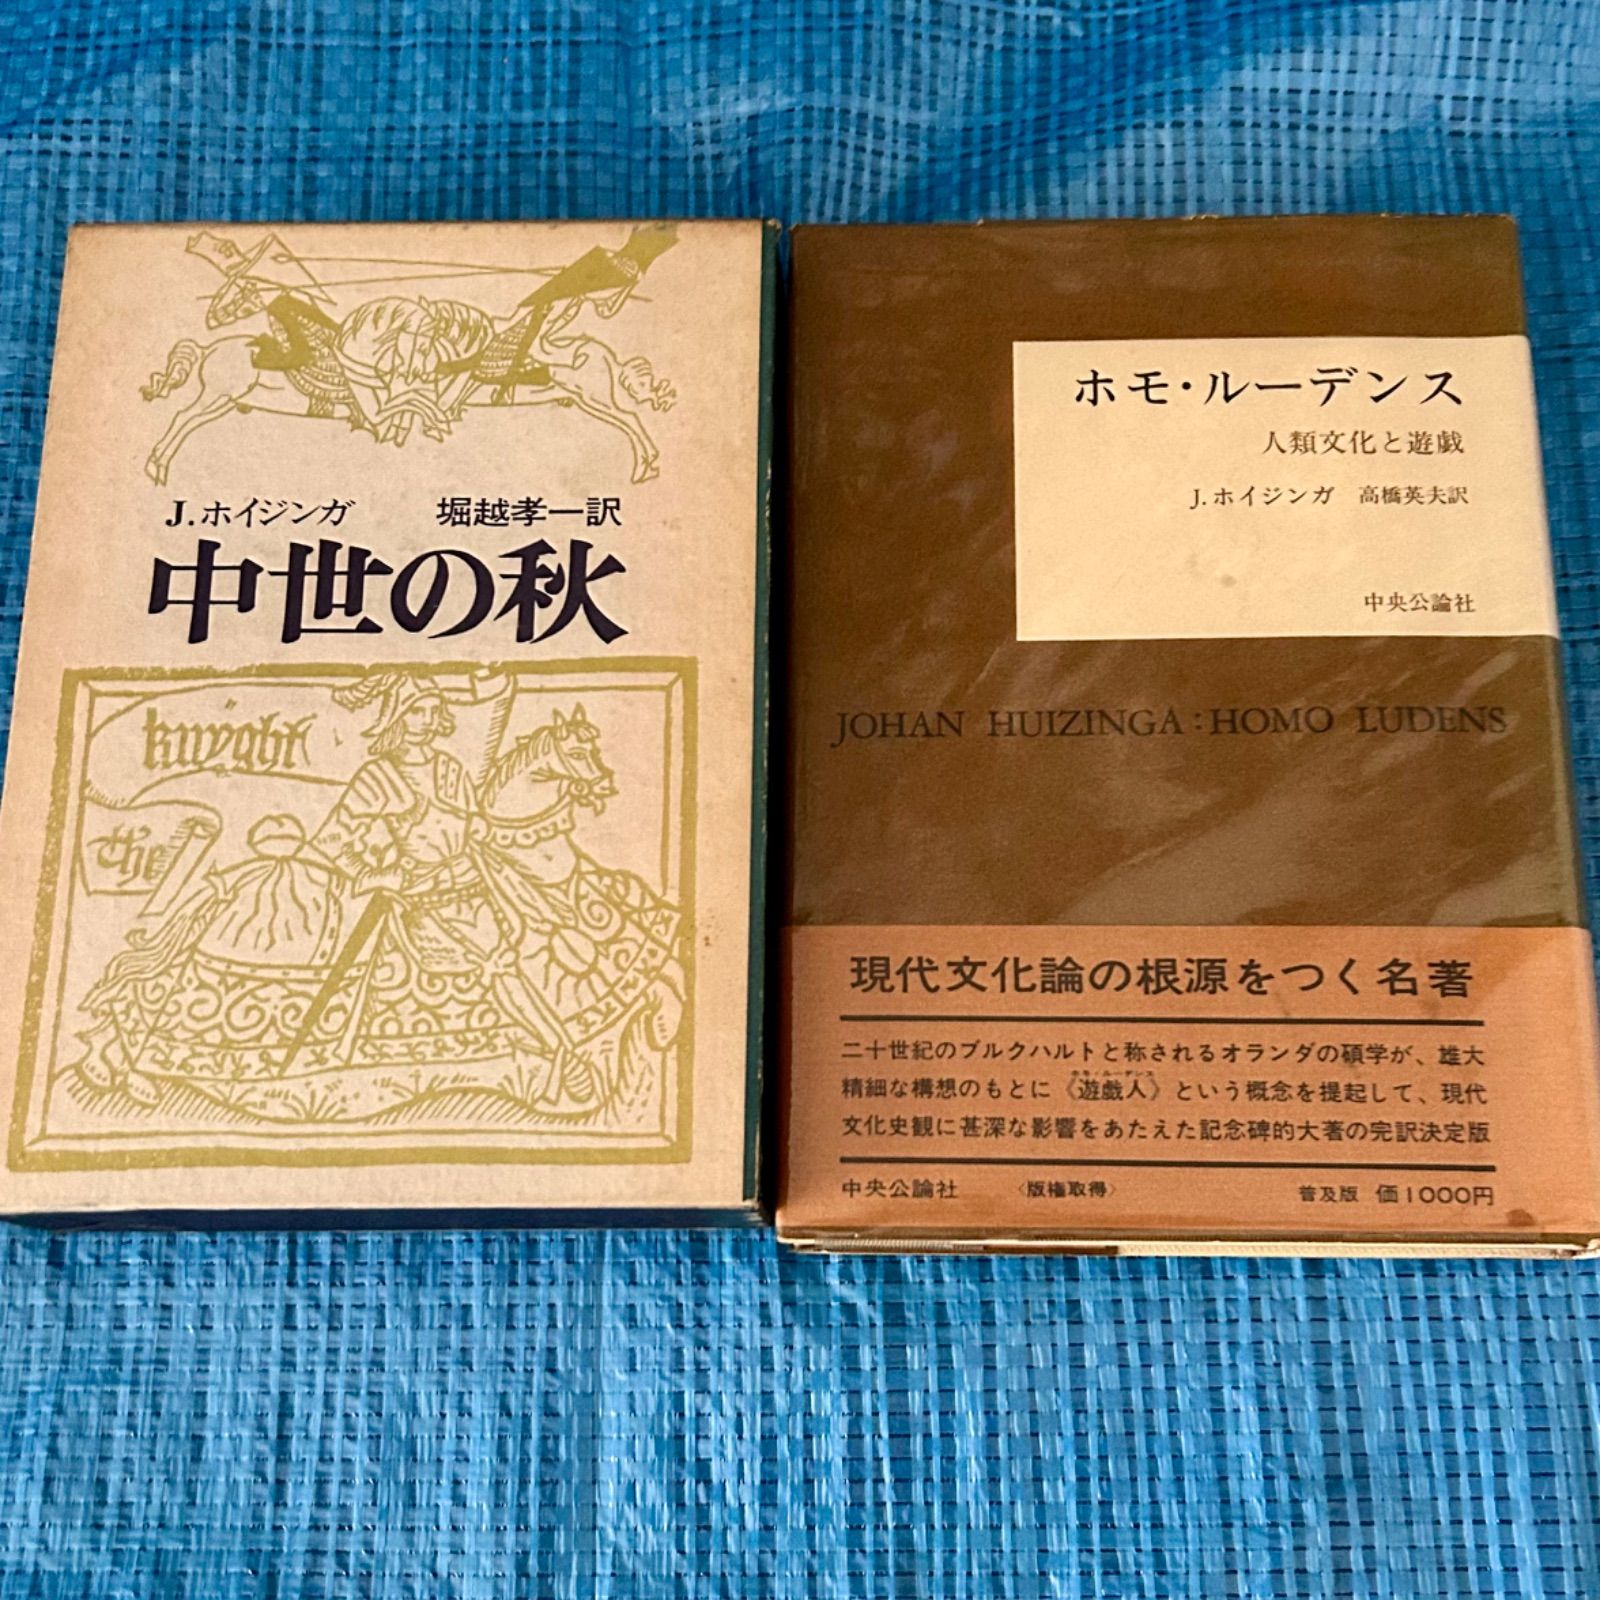 J.ホイジンガ 堀越孝一訳
中世の秋
knyght
the
ホモ・ルーデンス
人類文化と遊戯
J.ホイジンガ 高橋英夫訳
中央公論社
JOHAN HUIZINGA:HOMO LUDENS
現代文化論の根源をつく名著
二十世紀のブルクハルトと称されるオランダの碩学が、雄大
ホモ・ルーデンス
精細な構想のもとに《遊戯人》という概念を提起して、現代
文化史観に甚深な影響をあたえた記念碑的大著の完訳決定版
中央公論社 〈版権取得〉 普及版 価1000円